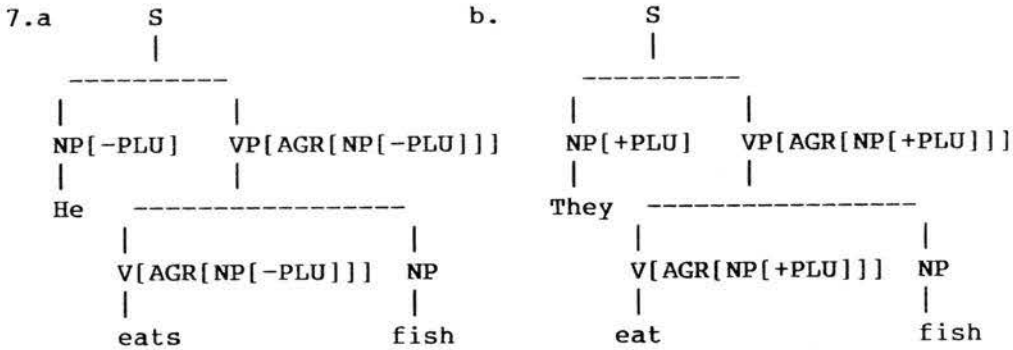 7.a S b. S
NP[-PLU] VP[AGR[NP[-PLU]]] NP[+PLU] VP[AGR[NP[+PLU]]]
He They
V[AGR[NP[-PLU]]] NP V[AGR[NP[+PLU]]] NP
eats fish eat fish